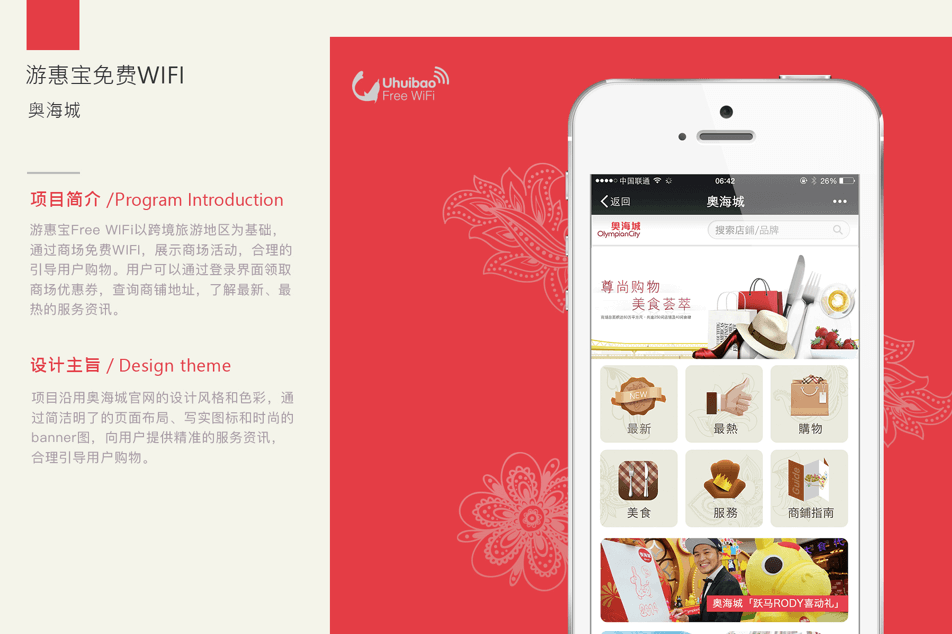 游惠宝免费WIFI
奥海城
项目简介 /Program Introduction
游惠宝Free WIFi以跨境旅游地区为基础，
通过商场免费WIFI，展示商场活动，合理的
引导用户购物。用户可以通过登录界面领取
商场优惠券，查询商铺地址，了解最新、最
热的服务资讯。
设计主旨 / Design theme
项目沿用奥海城官网的设计风格和色彩，通
过简洁明了的页面布局、写实图标和时尚的
banner图，向用户提供精准的服务资讯，
合理引导用户购物。
Uhuibao
Free WiFi
中国联通 06:42 26%
返回 奥海城
奥海城
OlympianCity
搜索店鋪/品牌
尊尚购物
美食荟萃
NEW
最新
最熱
購物
美食
服務
Guide
商鋪指南
奥海城「跃马RODY喜动礼」